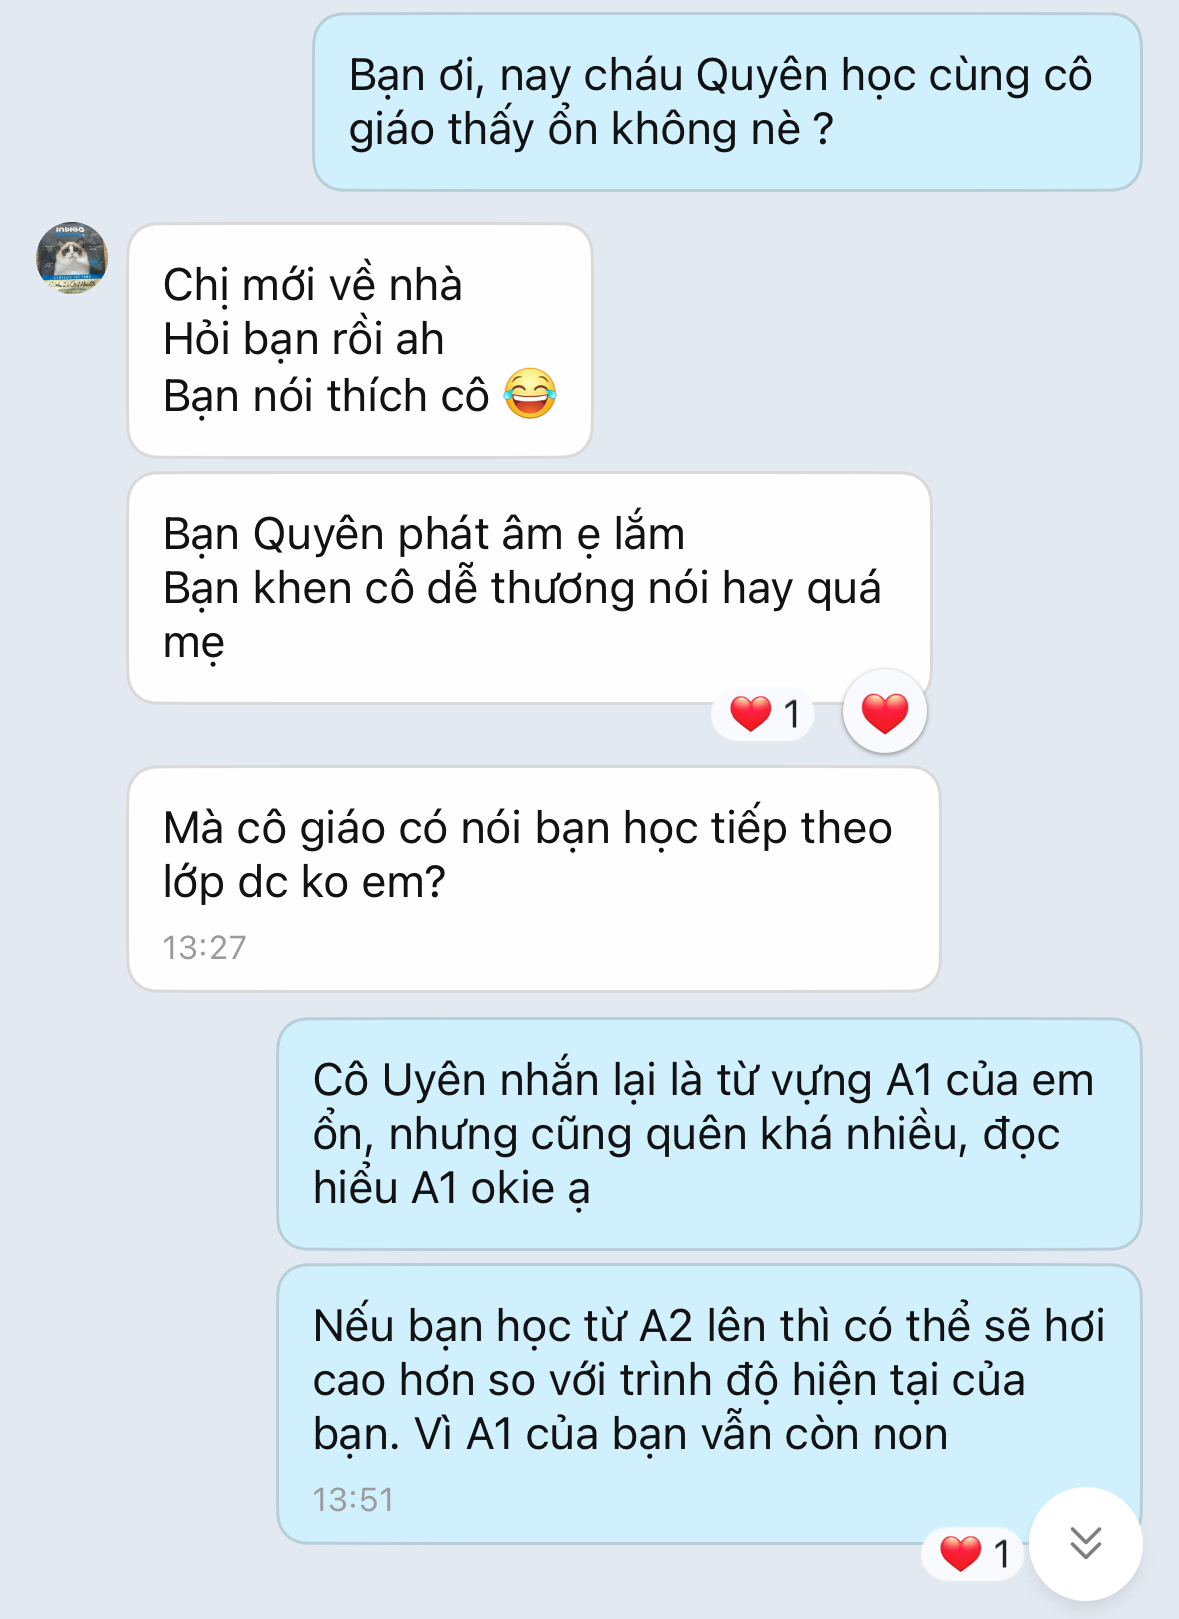 Bạn ơi, nay cháu Quyên học cùng cô
giáo thấy ổn không nè ?
INDIGO
Chị mới về nhà
Hỏi bạn rồi ah
Bạn nói thích cô 😂
Bạn Quyên phát âm ẹ lắm
Bạn khen cô dễ thương nói hay quá
mẹ
❤️ 1 ❤️
Mà cô giáo có nói bạn học tiếp theo
lớp dc ko em?
13:27
Cô Uyên nhắn lại là từ vựng A1 của em
ổn, nhưng cũng quên khá nhiều, đọc
hiểu A1 okie ạ
Nếu bạn học từ A2 lên thì có thể sẽ hơi
cao hơn so với trình độ hiện tại của
bạn. Vì A1 của bạn vẫn còn non
13:51
❤️ 1